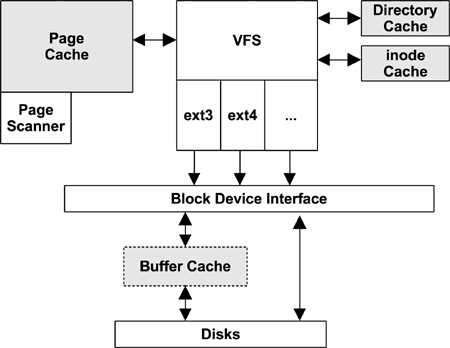 Page
Cache
Page
Scanner
VFS
ext3
ext4
...
Directory
Cache
inode
Cache
Block Device Interface
Buffer Cache
Disks